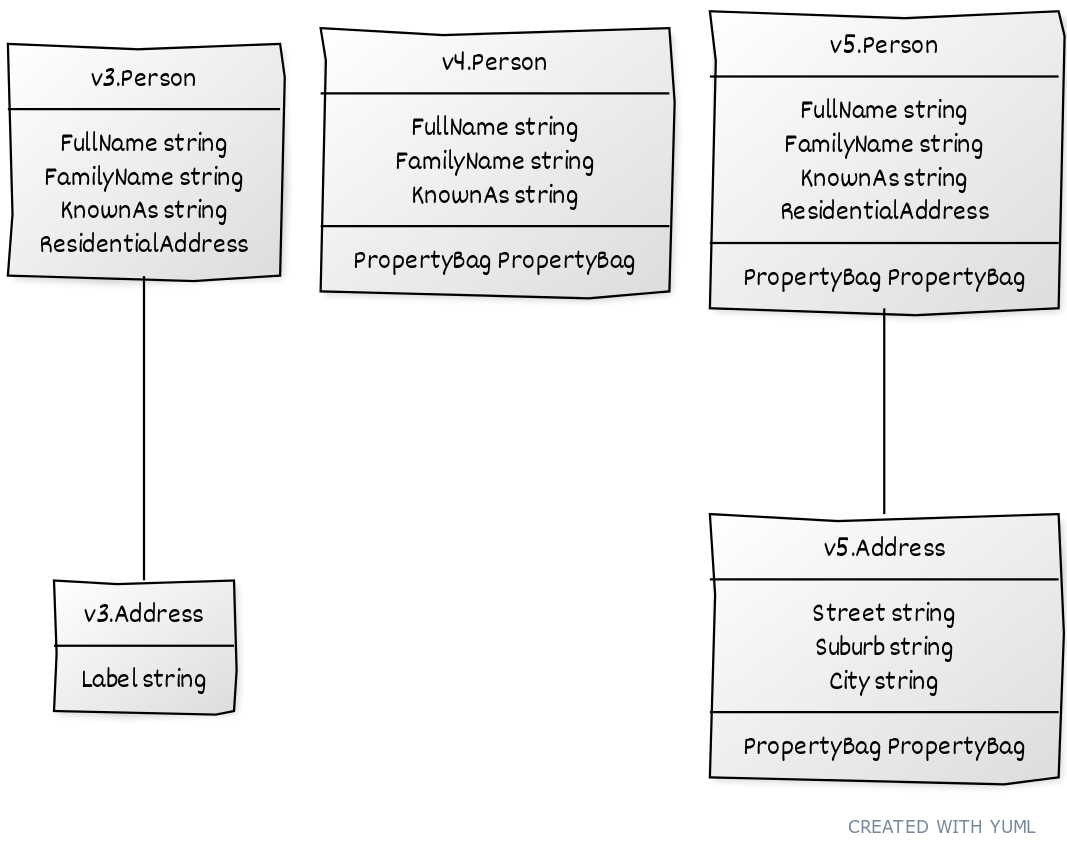 v3.Person
FullName string
FamilyName string
KnownAs string
ResidentialAddress
v4.Person
FullName string
FamilyName string
KnownAs string
PropertyBag PropertyBag
v5.Person
FullName string
FamilyName string
KnownAs string
ResidentialAddress
PropertyBag PropertyBag
v3.Address
Label string
v5.Address
Street string
Suburb string
City string
PropertyBag PropertyBag
CREATED WITH YUML